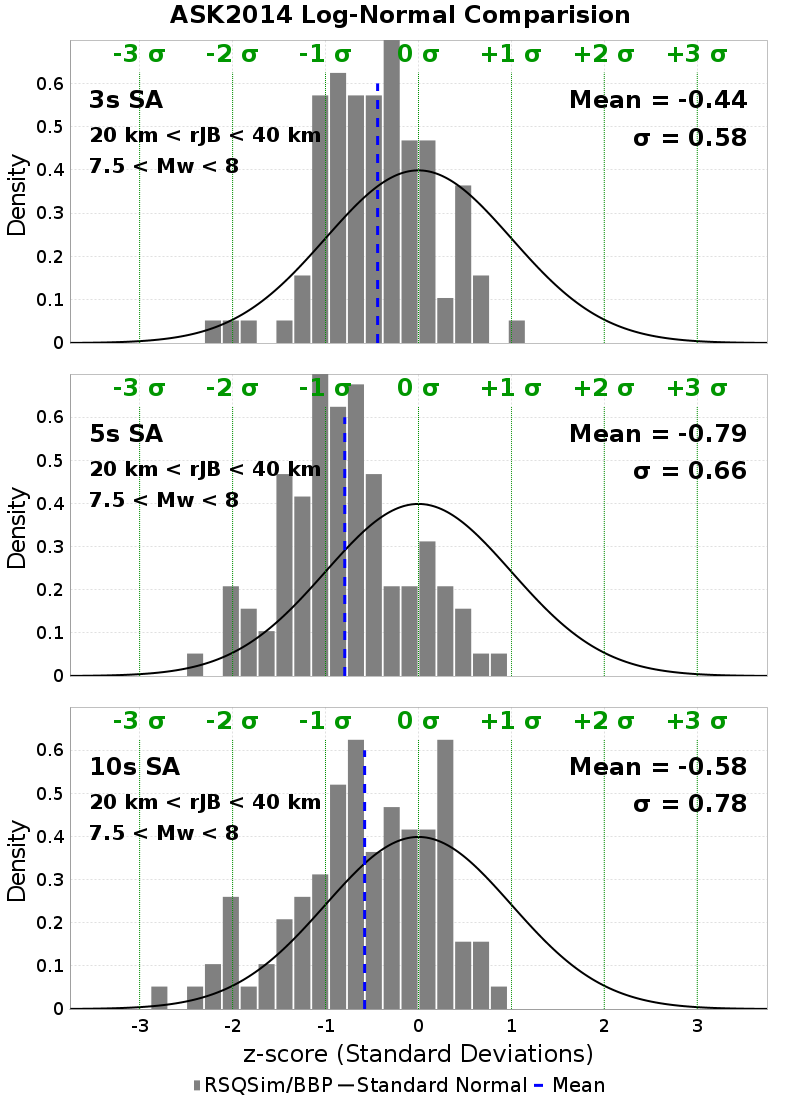 ASK2014 Log-Normal Comparision
-3 σ -2 σ -1 σ 0 σ +1 σ +2 σ +3 σ
3s SA
Mean = -0.44
20 km < rJB < 40 km
σ = 0.58
7.5 < Mw < 8
Density
0.6
0.5
0.4
0.3
0.2
0.1
0
-3 σ -2 σ -1 σ 0 σ +1 σ +2 σ +3 σ
5s SA
Mean = -0.79
20 km < rJB < 40 km
σ = 0.66
7.5 < Mw < 8
Density
0.6
0.5
0.4
0.3
0.2
0.1
0
-3 σ -2 σ -1 σ 0 σ +1 σ +2 σ +3 σ
10s SA
Mean = -0.58
20 km < rJB < 40 km
σ = 0.78
7.5 < Mw < 8
Density
0.6
0.5
0.4
0.3
0.2
0.1
0
-3 -2 -1 0 1 2 3
z-score (Standard Deviations)
RSQSim/BBP Standard Normal Mean